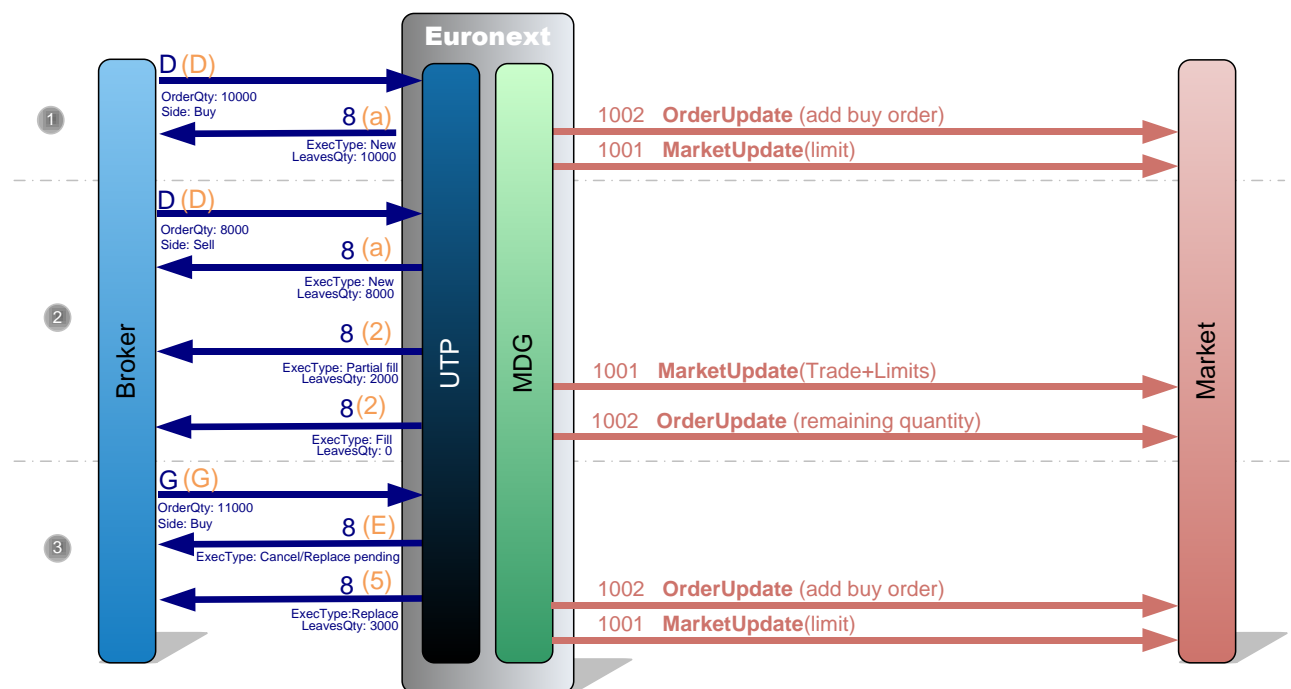 Euronext
Broker
UTP
MDG
Market
1
D (D)
OrderQty: 10000
Side: Buy
8 (a)
ExecType: New
LeavesQty: 10000
1002 OrderUpdate (add buy order)
1001 MarketUpdate(limit)
2
D (D)
OrderQty: 8000
Side: Sell
8 (a)
ExecType: New
LeavesQty: 8000
8 (2)
ExecType: Partial fill
LeavesQty: 2000
1001 MarketUpdate(Trade+Limits)
8(2)
ExecType: Fill
LeavesQty: 0
1002 OrderUpdate (remaining quantity)
3
G (G)
OrderQty: 11000
Side: Buy
8 (E)
ExecType: Cancel/Replace pending
8 (5)
ExecType:Replace
LeavesQty: 3000
1002 OrderUpdate (add buy order)
1001 MarketUpdate(limit)